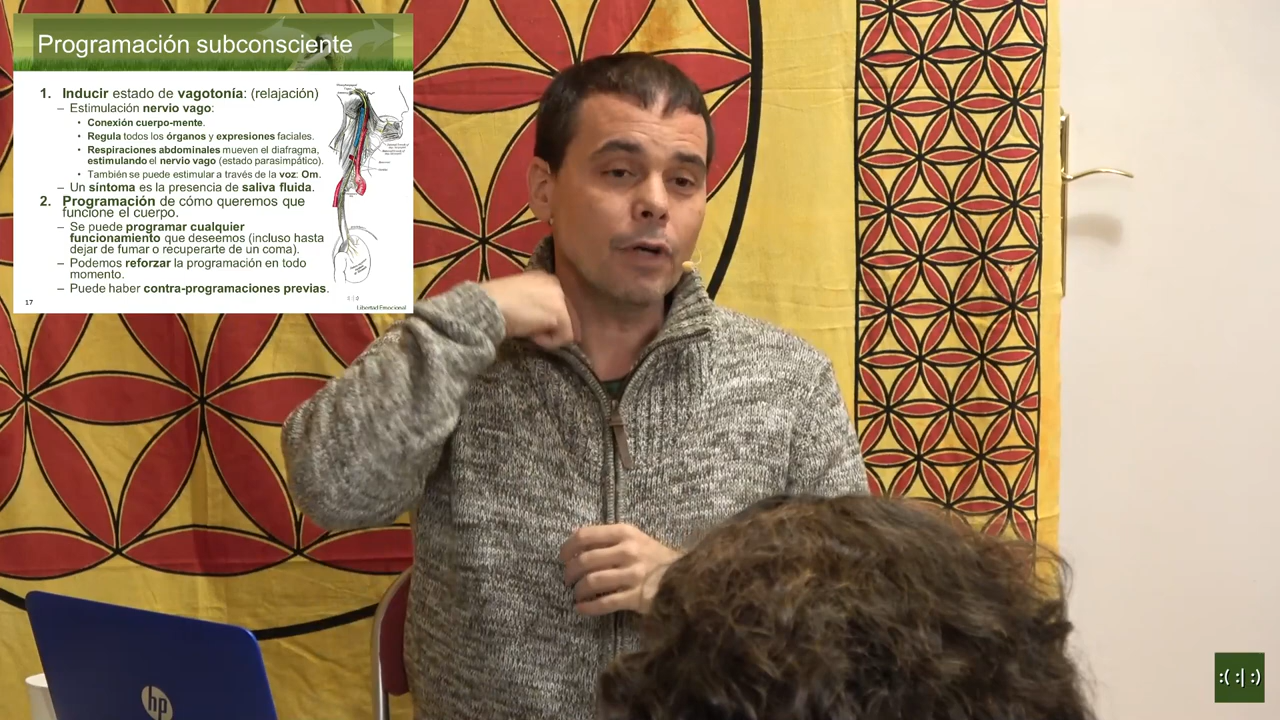 Programación subconsciente
1. Inducir estado de vagotonía: (relajación)
– Estimulación nervio vago:
• Conexión cuerpo-mente.
• Regula todos los órganos y expresiones faciales.
• Respiraciones abdominales mueven el diafragma,
estimulando el nervio vago (estado parasimpático).
• También se puede estimular a través de la voz: Om.
– Un síntoma es la presencia de saliva fluida.
2. Programación de cómo queremos que
funcione el cuerpo.
– Se puede programar cualquier
funcionamiento que deseemos (incluso hasta
dejar de fumar o recuperarte de un coma).
– Podemos reforzar la programación en todo
momento.
– Puede haber contra-programaciones previas.
17
Libertad Emocional
hp
:( :| :)